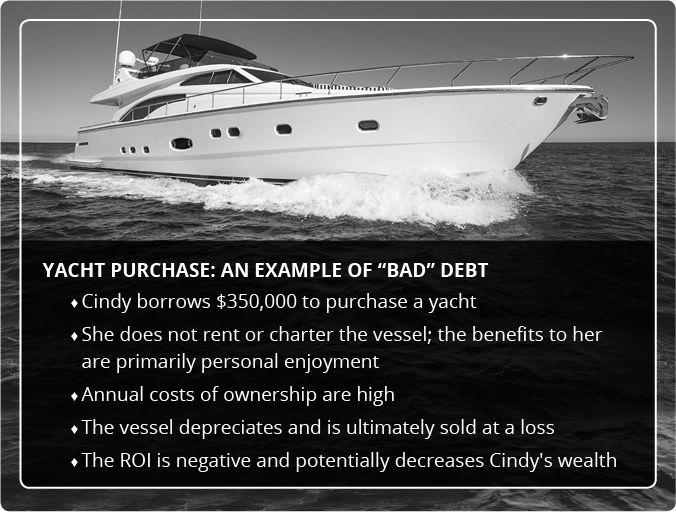 YACHT PURCHASE: AN EXAMPLE OF “BAD” DEBT
♦ Cindy borrows $350,000 to purchase a yacht
♦ She does not rent or charter the vessel; the benefits to her
are primarily personal enjoyment
♦ Annual costs of ownership are high
♦ The vessel depreciates and is ultimately sold at a loss
♦ The ROI is negative and potentially decreases Cindy's wealth